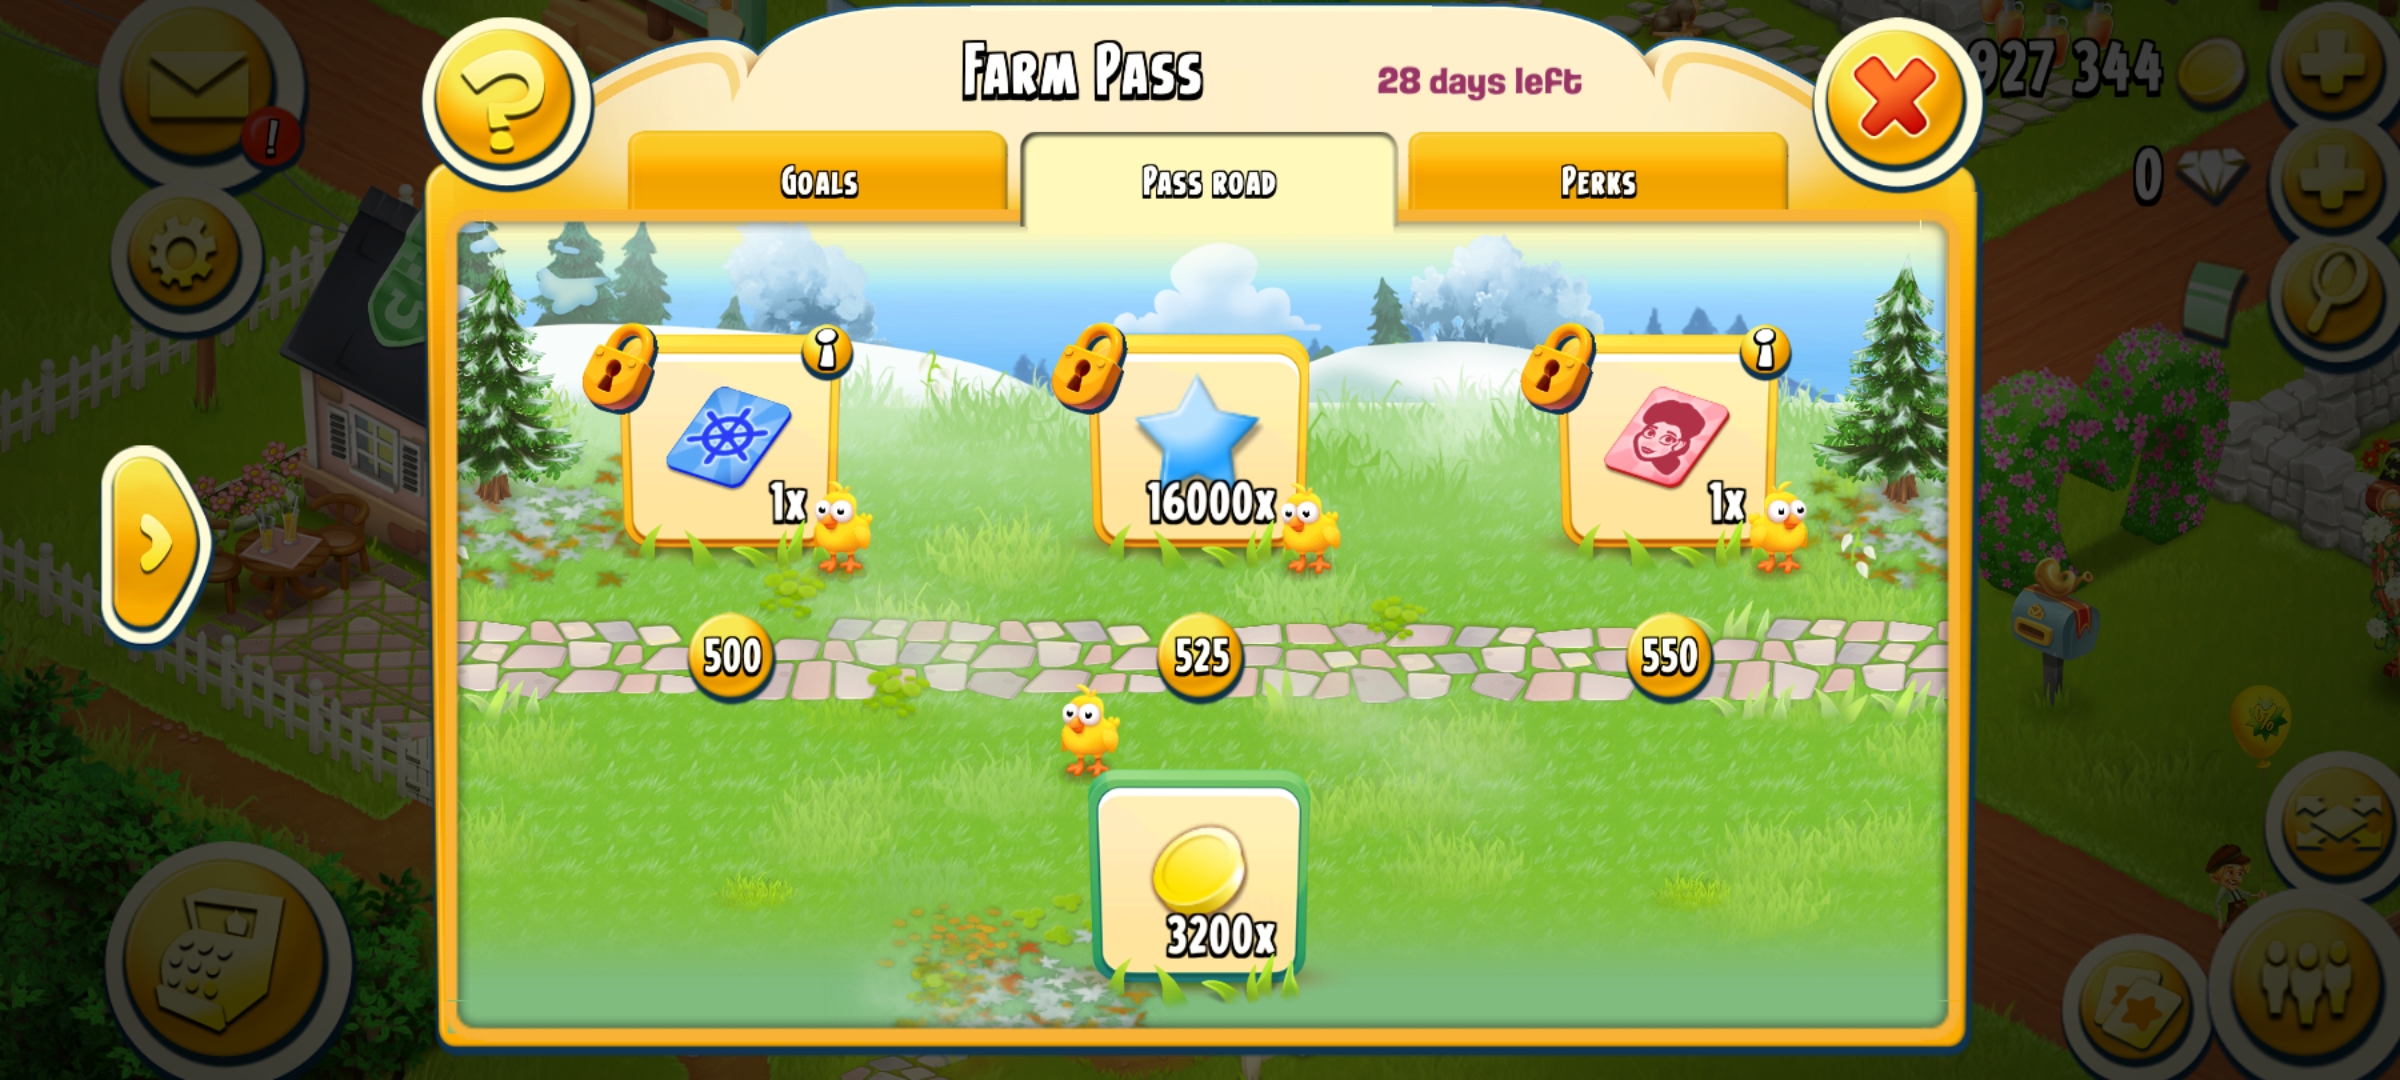 FARM PASS
28 days left
927 344
GOALS
PASS ROAD
PERKS
0
1x
16000x
1x
500
525
550
3200x